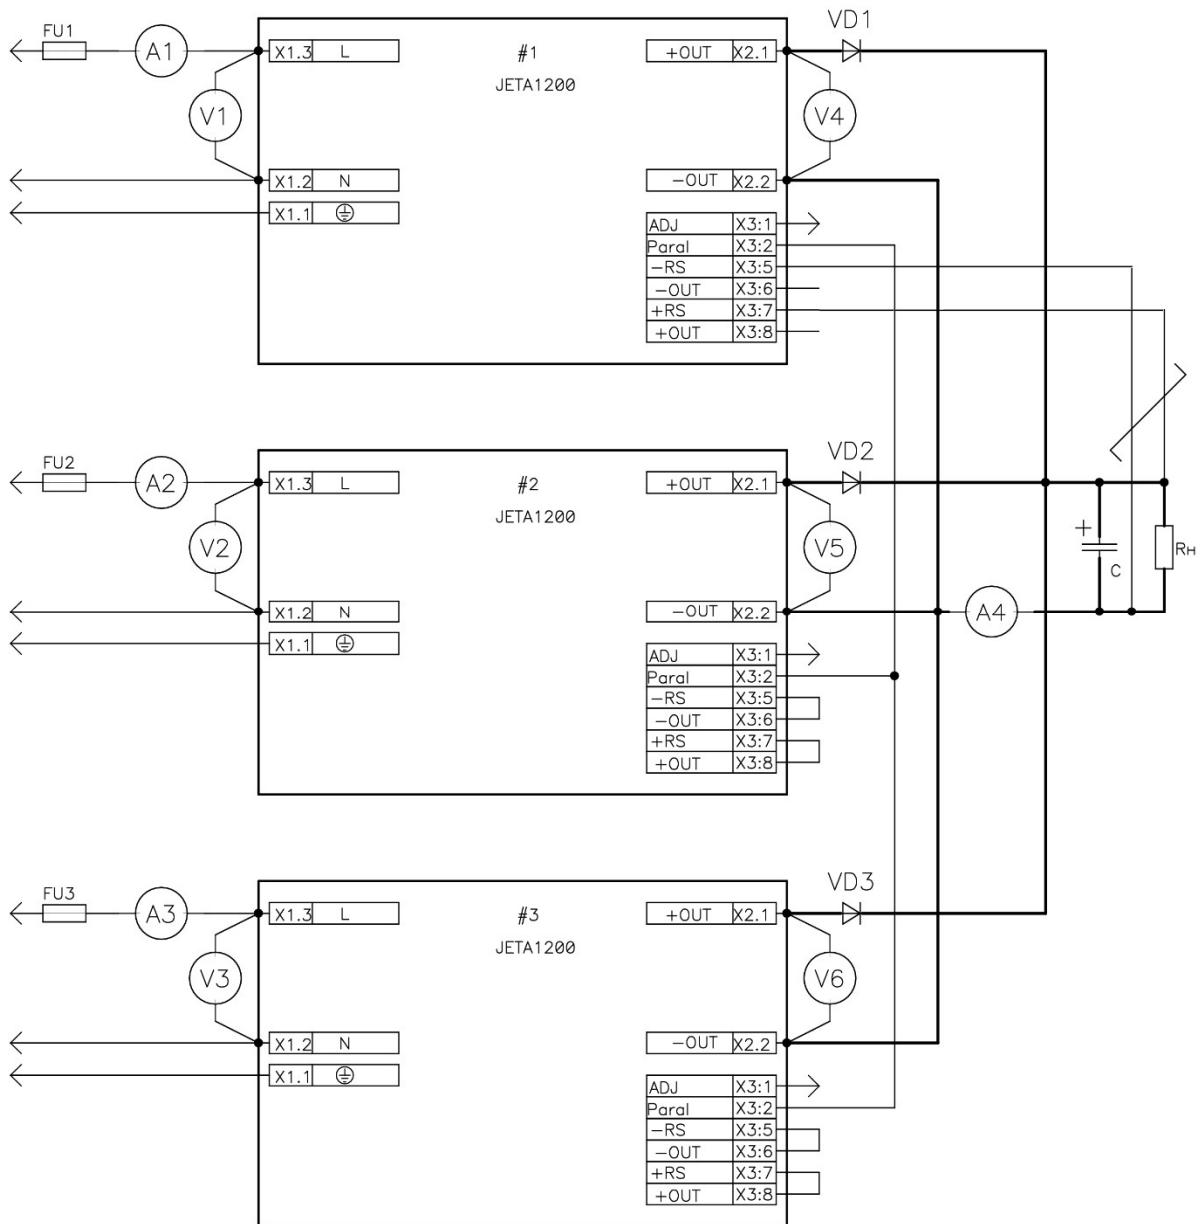 FU1
A1
V1
X1.3 L
X1.2 N
X1.1
#1
JETA1200
+OUT X2.1
-OUT X2.2
ADJ X3:1
Paral X3:2
-RS X3:5
-OUT X3:6
+RS X3:7
+OUT X3:8
VD1
V4
FU2
A2
V2
X1.3 L
X1.2 N
X1.1
#2
JETA1200
+OUT X2.1
-OUT X2.2
ADJ X3:1
Paral X3:2
-RS X3:5
-OUT X3:6
+RS X3:7
+OUT X3:8
VD2
V5
A4
+
C
RH
FU3
A3
V3
X1.3 L
X1.2 N
X1.1
#3
JETA1200
+OUT X2.1
-OUT X2.2
ADJ X3:1
Paral X3:2
-RS X3:5
-OUT X3:6
+RS X3:7
+OUT X3:8
VD3
V6